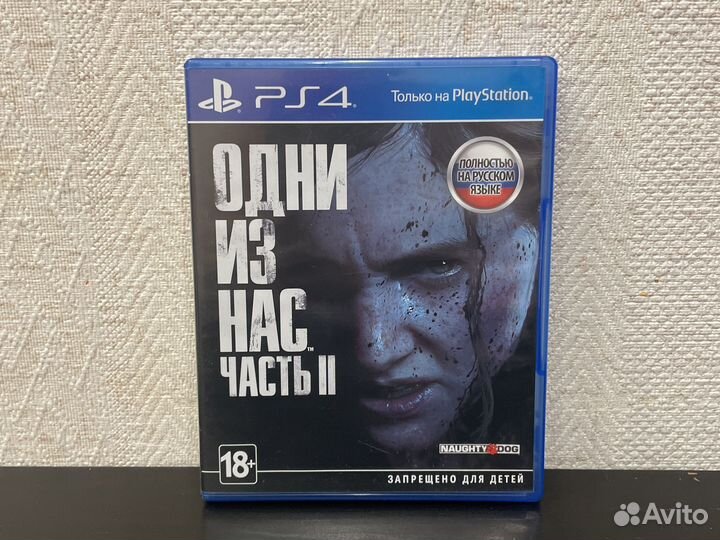 PS4
Только на PlayStation
ОДНИ
ИЗ
НАС™
ЧАСТЬ II
ПОЛНОСТЬЮ
НА РУССКОМ
ЯЗЫКЕ
NAUGHTY DOG
18+
ЗАПРЕЩЕНО ДЛЯ ДЕТЕЙ
Avito